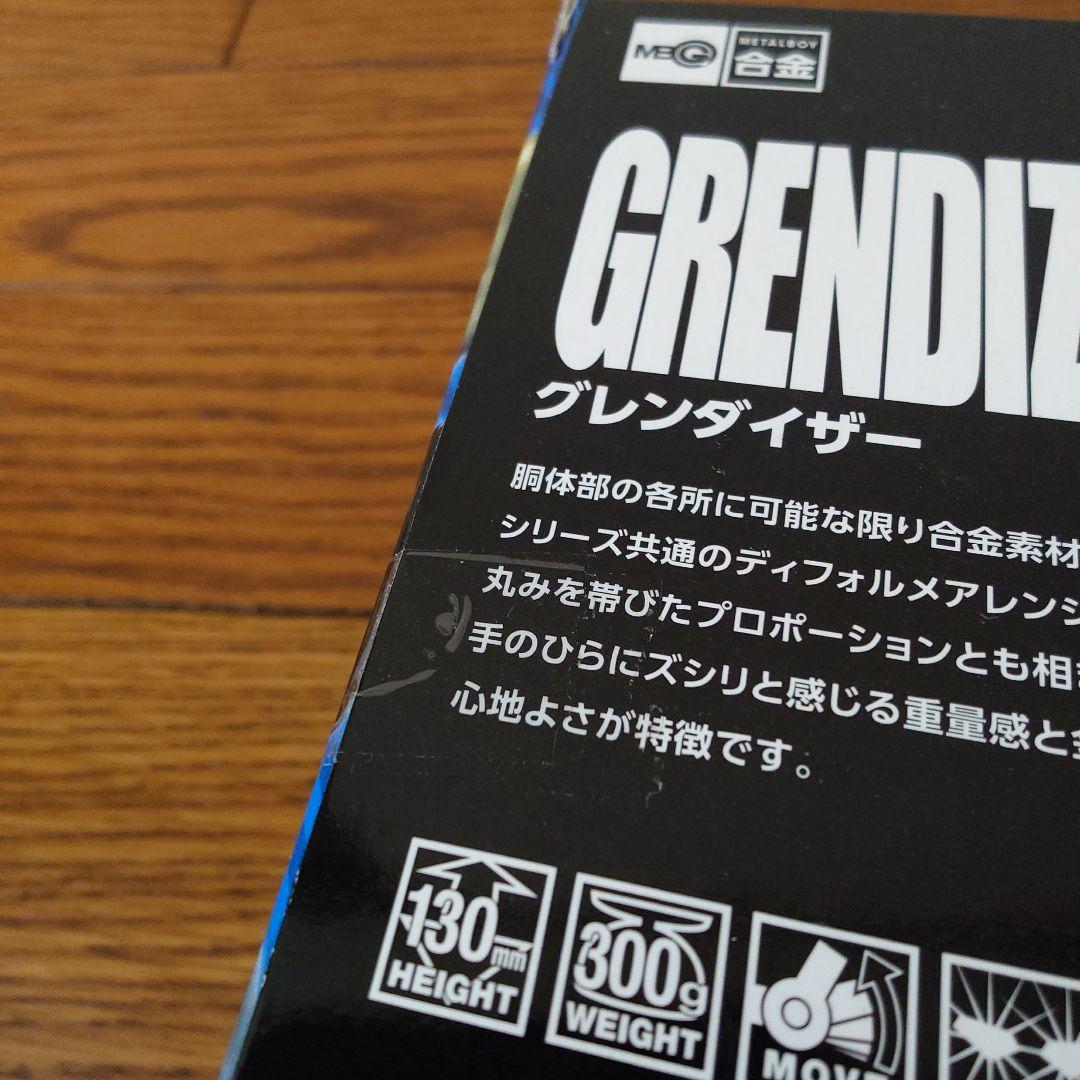 MBG METALBOY 合金
GRENDIZ
グレンダイザー
胴体部の各所に可能な限り合金素材
シリーズ共通のディフォルメアレンジ
丸みを帯びたプロポーションとも相
手のひらにズシリと感じる重量感と
心地よさが特徴です。
130mm HEIGHT
300g WEIGHT
MOVE